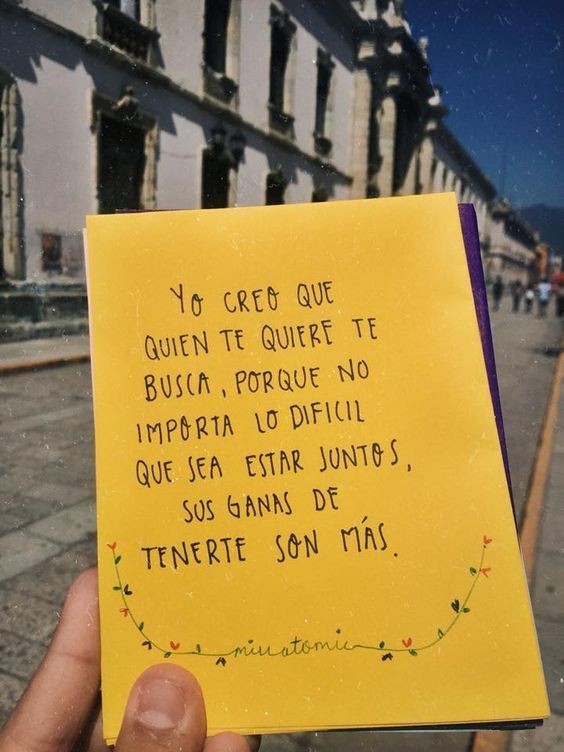 YO CREO QUE
QUIEN TE QUIERE TE
BUSCA, PORQUE NO
IMPORTA LO DIFICIL
QUE SEA ESTAR JUNTOS,
SUS GANAS DE
TENERTE SON MÁS.
missatomic